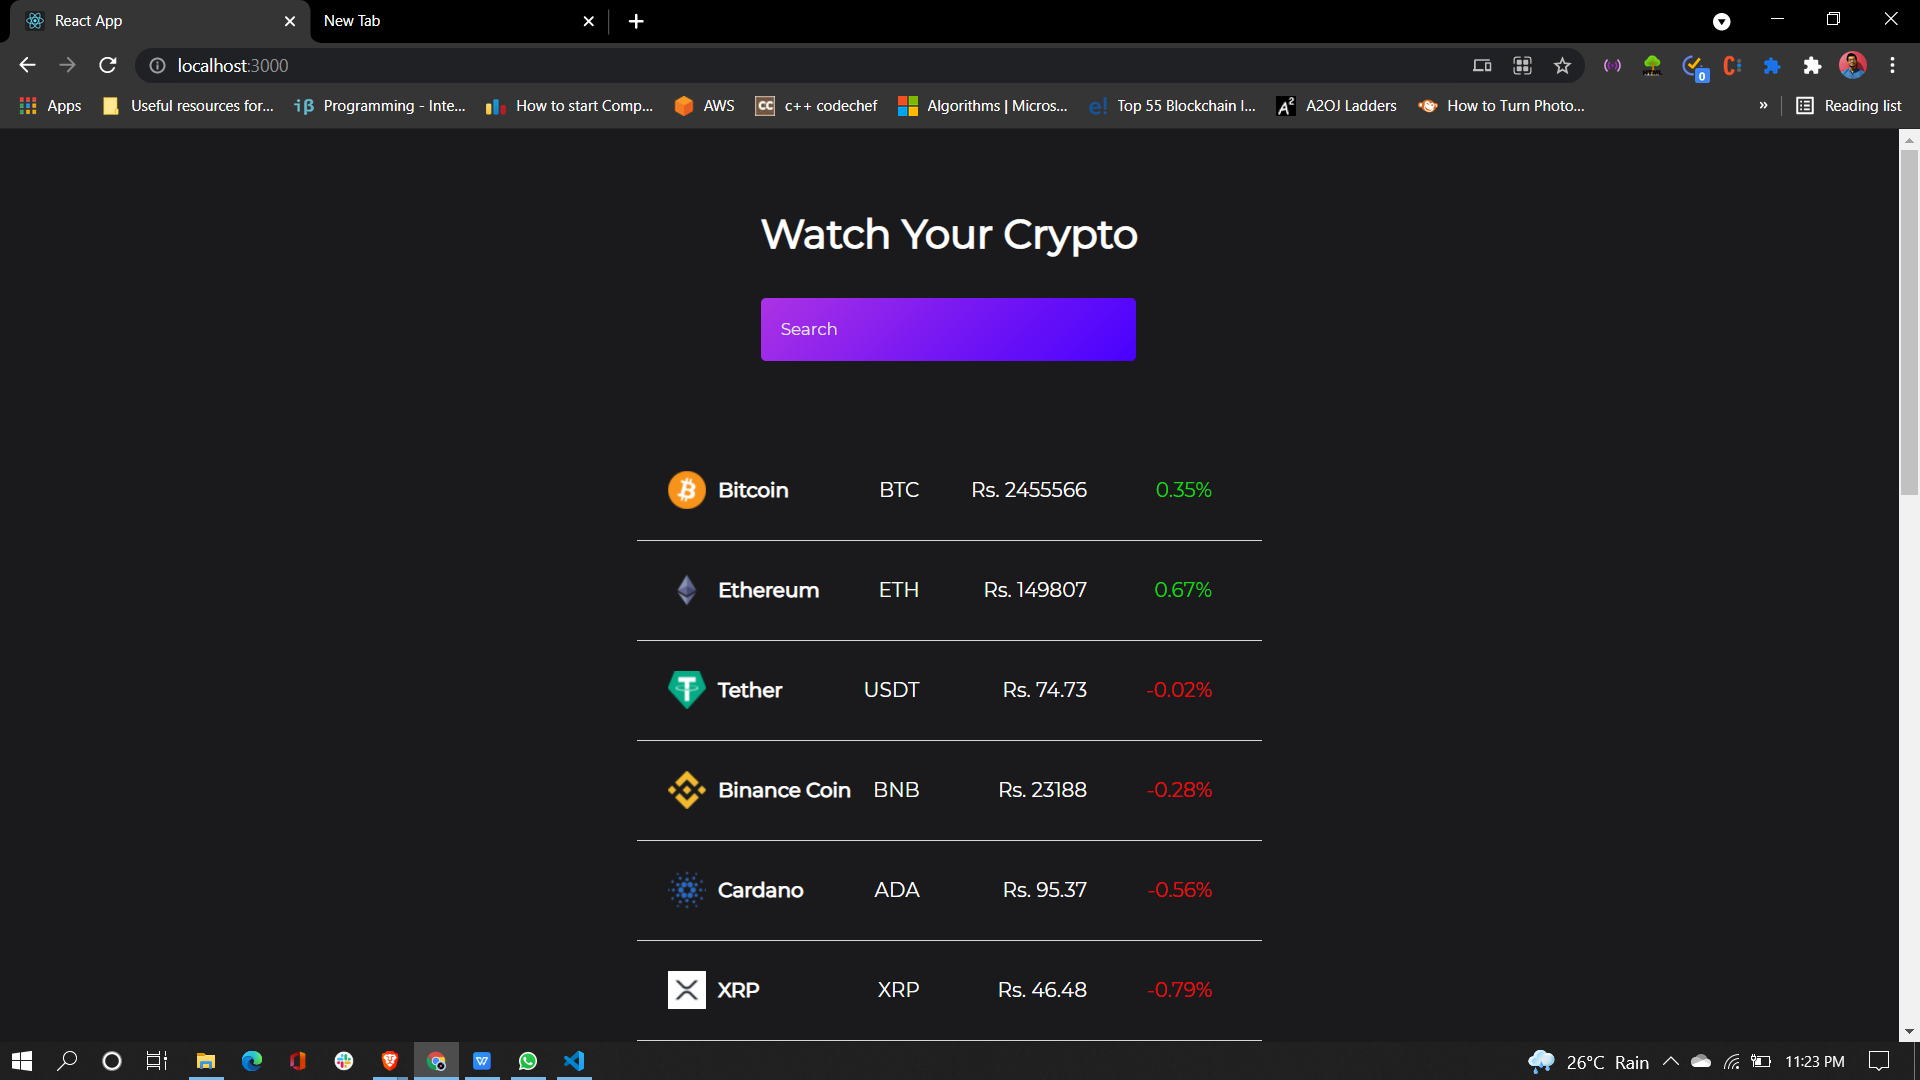 React App
New Tab
localhost:3000
Apps
Useful resources for...
iβ Programming - Inte...
How to start Comp...
AWS
CC c++ codechef
Algorithms | Micros...
e! Top 55 Blockchain I...
A2 A2OJ Ladders
How to Turn Photo...
»
Reading list
Watch Your Crypto
Search
Bitcoin BTC Rs. 2455566 0.35%
Ethereum ETH Rs. 149807 0.67%
Tether USDT Rs. 74.73 -0.02%
Binance Coin BNB Rs. 23188 -0.28%
Cardano ADA Rs. 95.37 -0.56%
XRP XRP Rs. 46.48 -0.79%
26°C Rain
11:23 PM